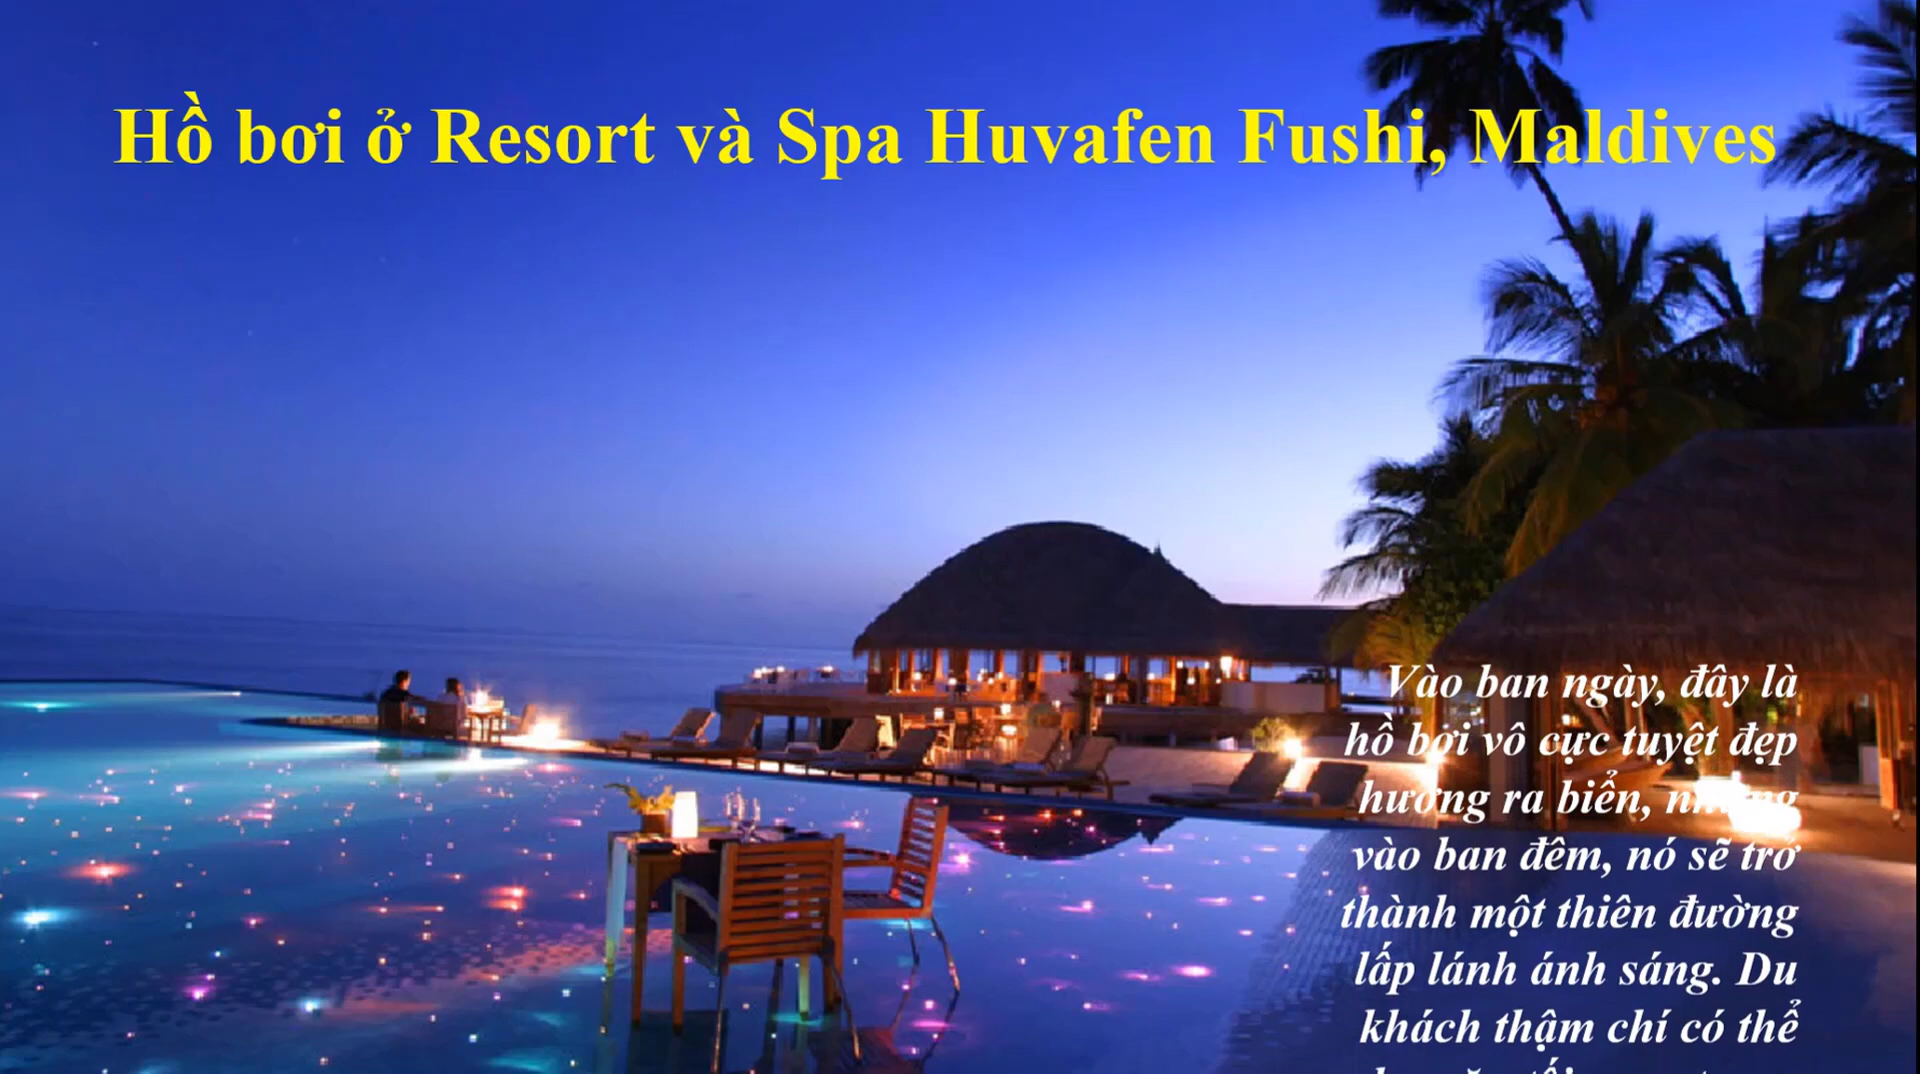 Hồ bơi ở Resort và Spa Huvafen Fushi, Maldives
Vào ban ngày, đây là
hồ bơi vô cực tuyệt đẹp
hướng ra biển, nhưng
vào ban đêm, nó sẽ trở
thành một thiên đường
lấp lánh ánh sáng. Du
khách thậm chí có thể